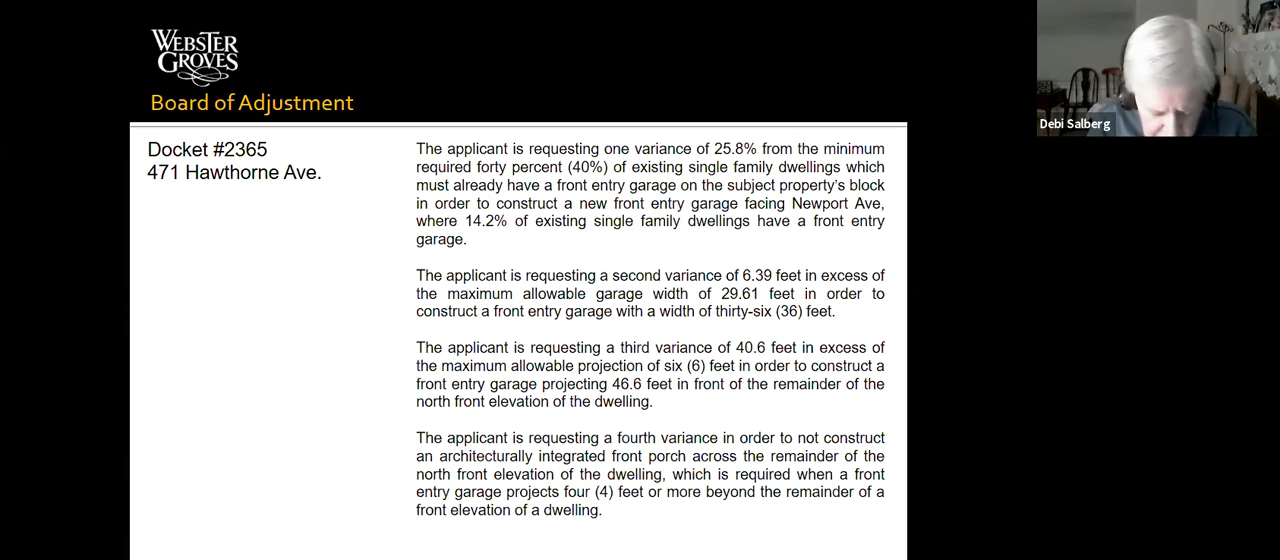 WEBSTER
GROVES
Board of Adjustment
Docket #2365
471 Hawthorne Ave.
The applicant is requesting one variance of 25.8% from the minimum
required forty percent (40%) of existing single family dwellings which
must already have a front entry garage on the subject property's block
in order to construct a new front entry garage facing Newport Ave,
where 14.2% of existing single family dwellings have a front entry
garage.
The applicant is requesting a second variance of 6.39 feet in excess of
the maximum allowable garage width of 29.61 feet in order to
construct a front entry garage with a width of thirty-six (36) feet.
The applicant is requesting a third variance of 40.6 feet in excess of
the maximum allowable projection of six (6) feet in order to construct a
front entry garage projecting 46.6 feet in front of the remainder of the
north front elevation of the dwelling.
The applicant is requesting a fourth variance in order to not construct
an architecturally integrated front porch across the remainder of the
north front elevation of the dwelling, which is required when a front
entry garage projects four (4) feet or more beyond the remainder of a
front elevation of a dwelling.
Debi Salberg